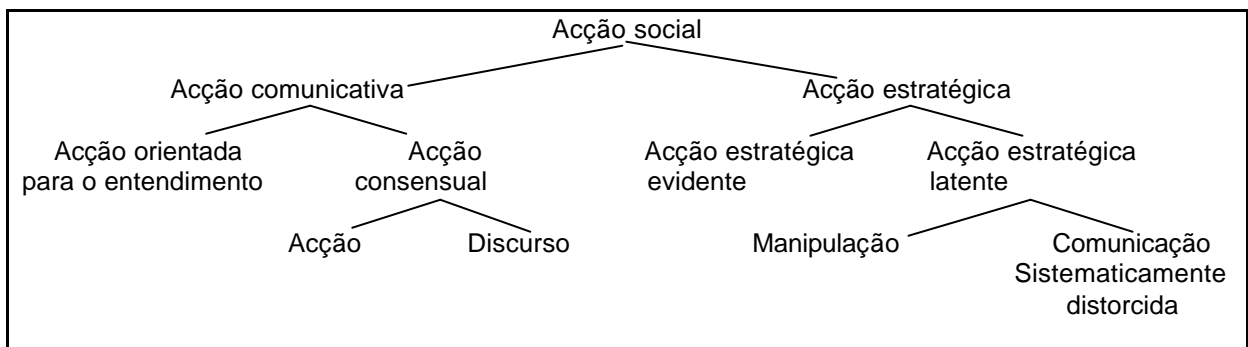 Acção social
Acção comunicativa
Acção estratégica
Acção orientada
para o entendimento
Acção
consensual
Acção estratégica
evidente
Acção estratégica
latente
Acção
Discurso
Manipulação
Comunicação
Sistematicamente
distorcida